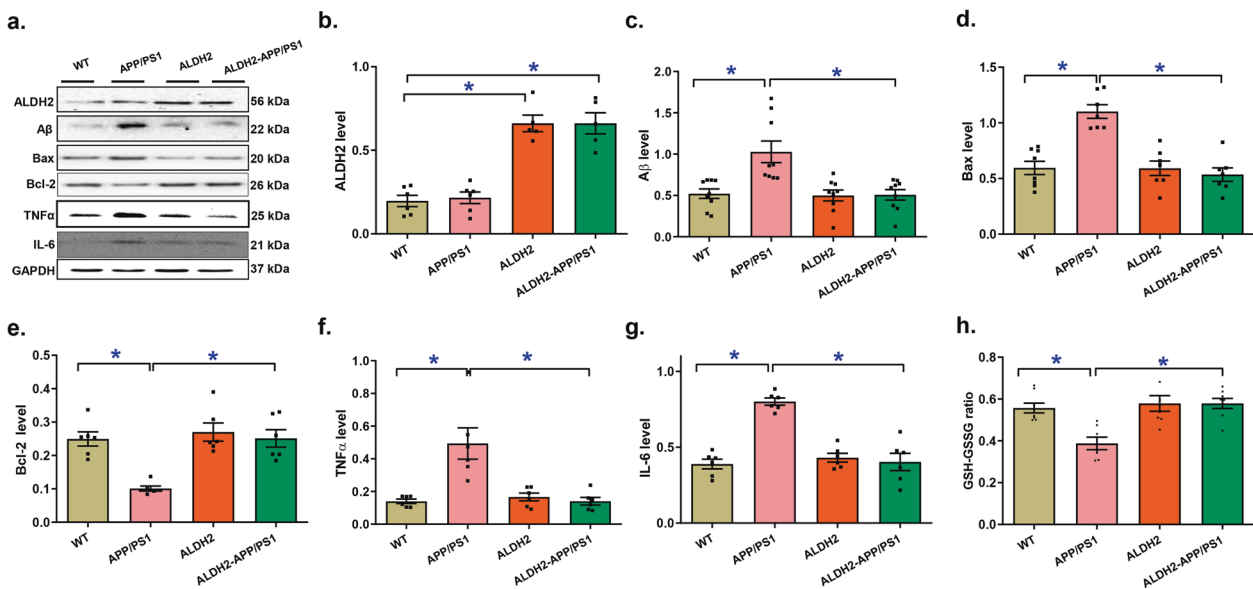 a.
WT
APP/PS1
ALDH2
ALDH2-APP/PS1
ALDH2
56 kDa
Aβ
22 kDa
Bax
20 kDa
Bcl-2
26 kDa
TNFα
25 kDa
IL-6
21 kDa
GAPDH
37 kDa
b.
ALDH2 level
1.0
0.5
0.0
*
*
WT
APP/PS1
ALDH2
ALDH2-APP/PS1
c.
Aβ level
2.0
1.5
1.0
0.5
0.0
*
*
WT
APP/PS1
ALDH2
ALDH2-APP/PS1
d.
Bax level
1.5
1.0
0.5
0.0
*
*
WT
APP/PS1
ALDH2
ALDH2-APP/PS1
e.
Bcl-2 level
0.5
0.4
0.3
0.2
0.1
0.0
*
*
WT
APP/PS1
ALDH2
ALDH2-APP/PS1
f.
TNFα level
1.0
0.8
0.6
0.4
0.2
0.0
*
*
WT
APP/PS1
ALDH2
ALDH2-APP/PS1
g.
IL-6 level
1.0
0.5
0.0
*
*
WT
APP/PS1
ALDH2
ALDH2-APP/PS1
h.
GSH-GSSG ratio
0.8
0.6
0.4
0.2
0.0
*
*
WT
APP/PS1
ALDH2
ALDH2-APP/PS1